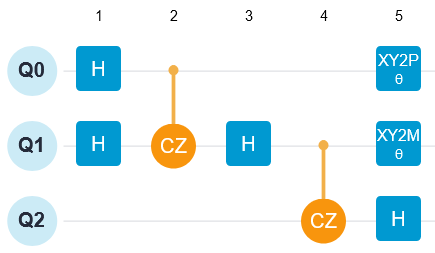 1 2 3 4 5
Q0 H XY2P
θ
Q1 H CZ H XY2M
θ
Q2 CZ H